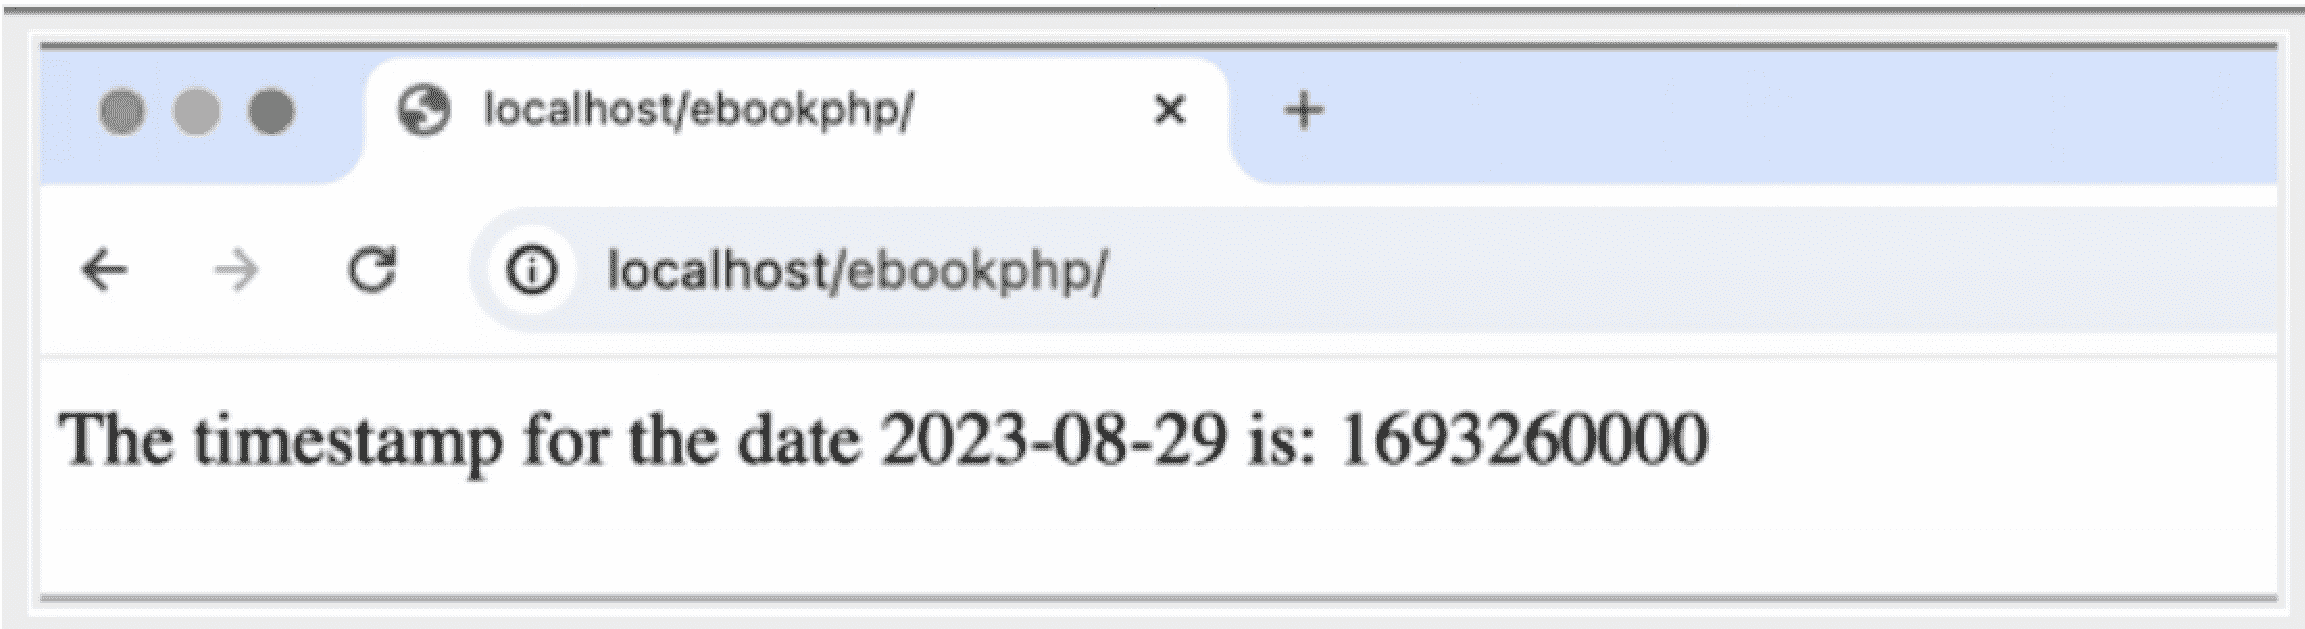 localhost/ebookphp/
localhost/ebookphp/
The timestamp for the date 2023-08-29 is: 1693260000